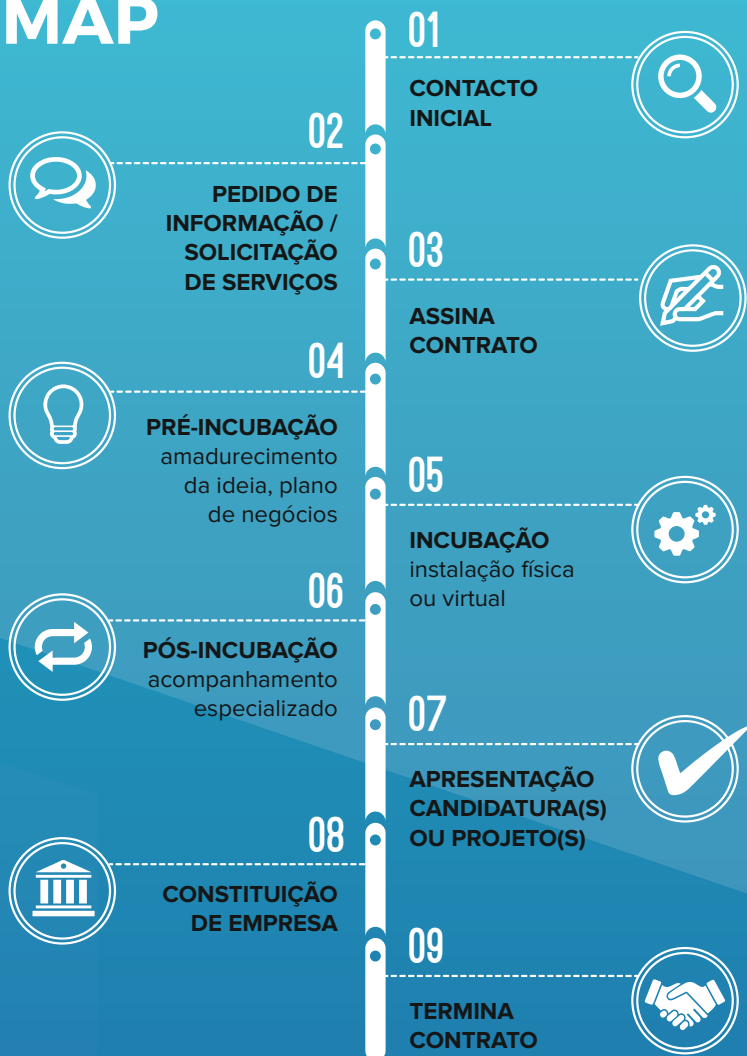 MAP
01
CONTACTO
INICIAL
02
PEDIDO DE
INFORMAÇÃO /
SOLICITAÇÃO
DE SERVIÇOS
03
ASSINA
CONTRATO
04
PRÉ-INCUBAÇÃO
amadurecimento
da ideia, plano
de negócios
05
INCUBAÇÃO
instalação física
ou virtual
06
PÓS-INCUBAÇÃO
acompanhamento
especializado
07
APRESENTAÇÃO
CANDIDATURA(S)
OU PROJETO(S)
08
CONSTITUIÇÃO
DE EMPRESA
09
TERMINA
CONTRATO